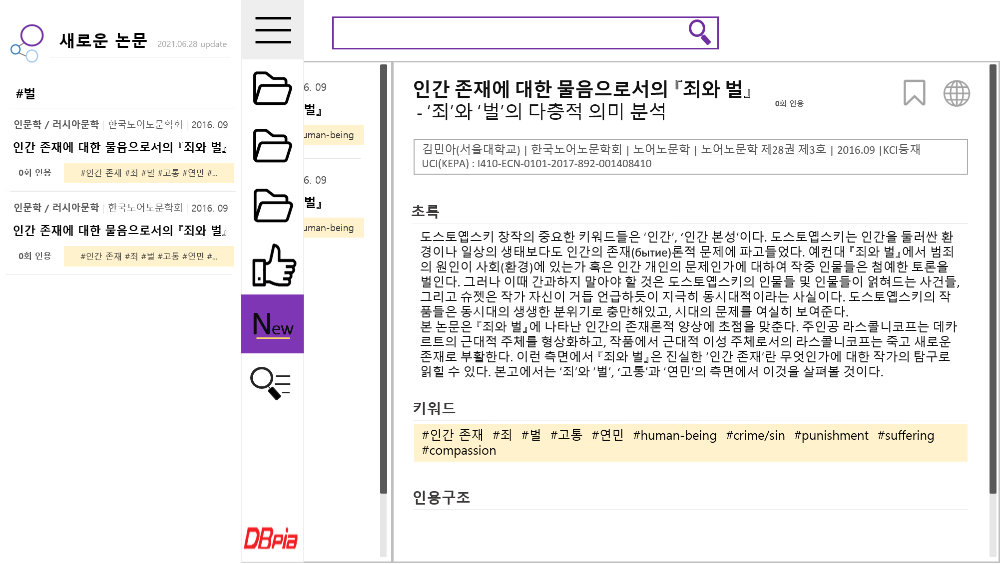 새로운 논문 2021.06.28 update
#벌
인문학 / 러시아문학 | 한국노어노문학회 | 2016. 09
인간 존재에 대한 물음으로서의 『죄와 벌』
0회 인용 #인간 존재 #죄 #벌 #고통 #연민 #...
인문학 / 러시아문학 | 한국노어노문학회 | 2016. 09
인간 존재에 대한 물음으로서의 『죄와 벌』
0회 인용 #인간 존재 #죄 #벌 #고통 #연민 #...
New
DBpia
6. 09
벌』
uman-being
6. 09
벌』
uman-being
인간 존재에 대한 물음으로서의 『죄와 벌』
- ‘죄’와 ‘벌’의 다층적 의미 분석
0회 인용
김민아(서울대학교) | 한국노어노문학회 | 노어노문학 | 노어노문학 제28권 제3호 | 2016.09 |KCI등재
UCI(KEPA) : I410-ECN-0101-2017-892-001408410
초록
도스토옙스키 창작의 중요한 키워드들은 ‘인간’, ‘인간 본성’이다. 도스토옙스키는 인간을 둘러싼 환
경이나 일상의 생태보다도 인간의 존재(бытие)론적 문제에 파고들었다. 예컨대 『죄와 벌』에서 범죄
의 원인이 사회(환경)에 있는가 혹은 인간 개인의 문제인가에 대하여 작중 인물들은 첨예한 토론을
벌인다. 그러나 이때 간과하지 말아야 할 것은 도스토옙스키의 인물들 및 인물들이 얽혀드는 사건들,
그리고 슈젯은 작가 자신이 거듭 언급하듯이 지극히 동시대적이라는 사실이다. 도스토옙스키의 작
품들은 동시대의 생생한 분위기로 충만해있고, 시대의 문제를 여실히 보여준다.
본 논문은 『죄와 벌』에 나타난 인간의 존재론적 양상에 초점을 맞춘다. 주인공 라스콜니코프는 데카
르트의 근대적 주체를 형상화하고, 작품에서 근대적 이성 주체로서의 라스콜니코프는 죽고 새로운
존재로 부활한다. 이런 측면에서 『죄와 벌』은 진실한 ‘인간 존재’란 무엇인가에 대한 작가의 탐구로
읽힐 수 있다. 본고에서는 ‘죄’와 ‘벌’, ‘고통’과 ‘연민’의 측면에서 이것을 살펴볼 것이다.
키워드
#인간 존재 #죄 #벌 #고통 #연민 #human-being #crime/sin #punishment #suffering
#compassion
인용구조